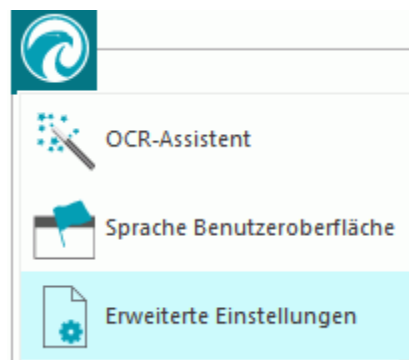 OCR-Assistent
Sprache Benutzeroberfläche
Erweiterte Einstellungen